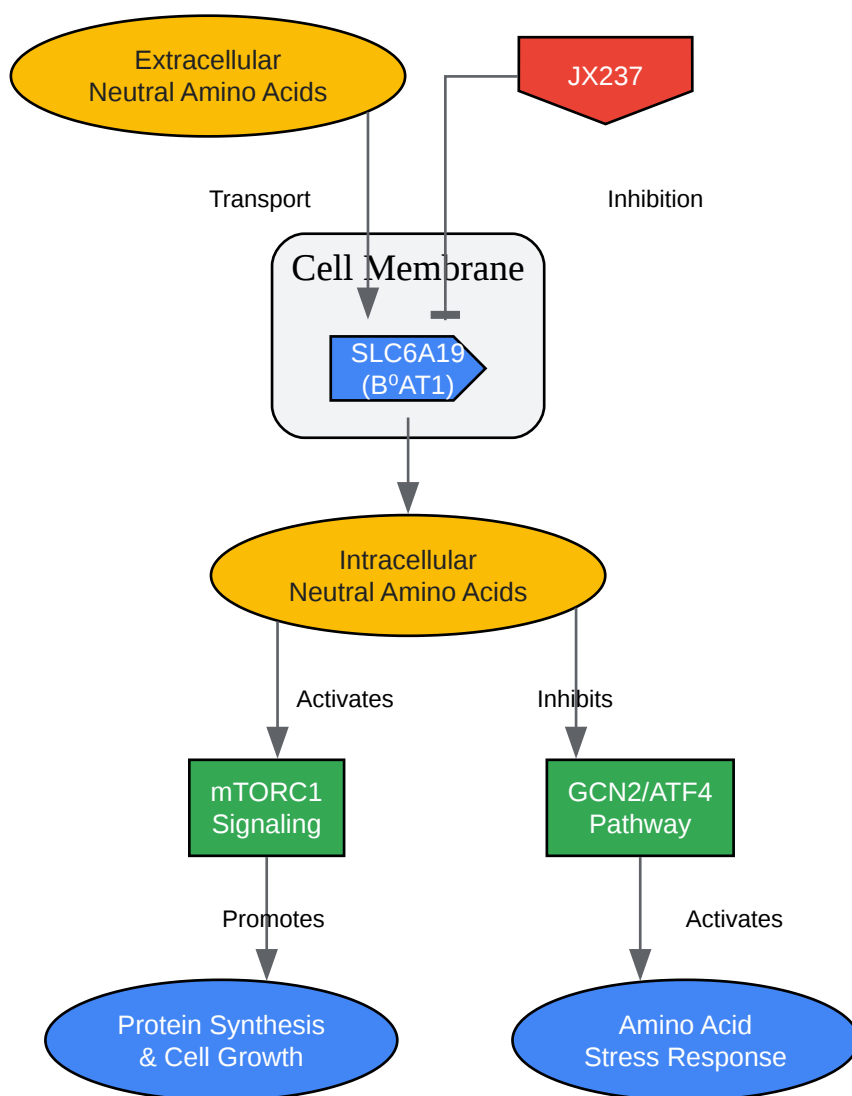 Extracellular
Neutral Amino Acids
JX237
Transport
Inhibition
Cell Membrane
SLC6A19
(B⁰AT1)
Intracellular
Neutral Amino Acids
Activates
Inhibits
mTORC1
Signaling
GCN2/ATF4
Pathway
Promotes
Activates
Protein Synthesis
& Cell Growth
Amino Acid
Stress Response